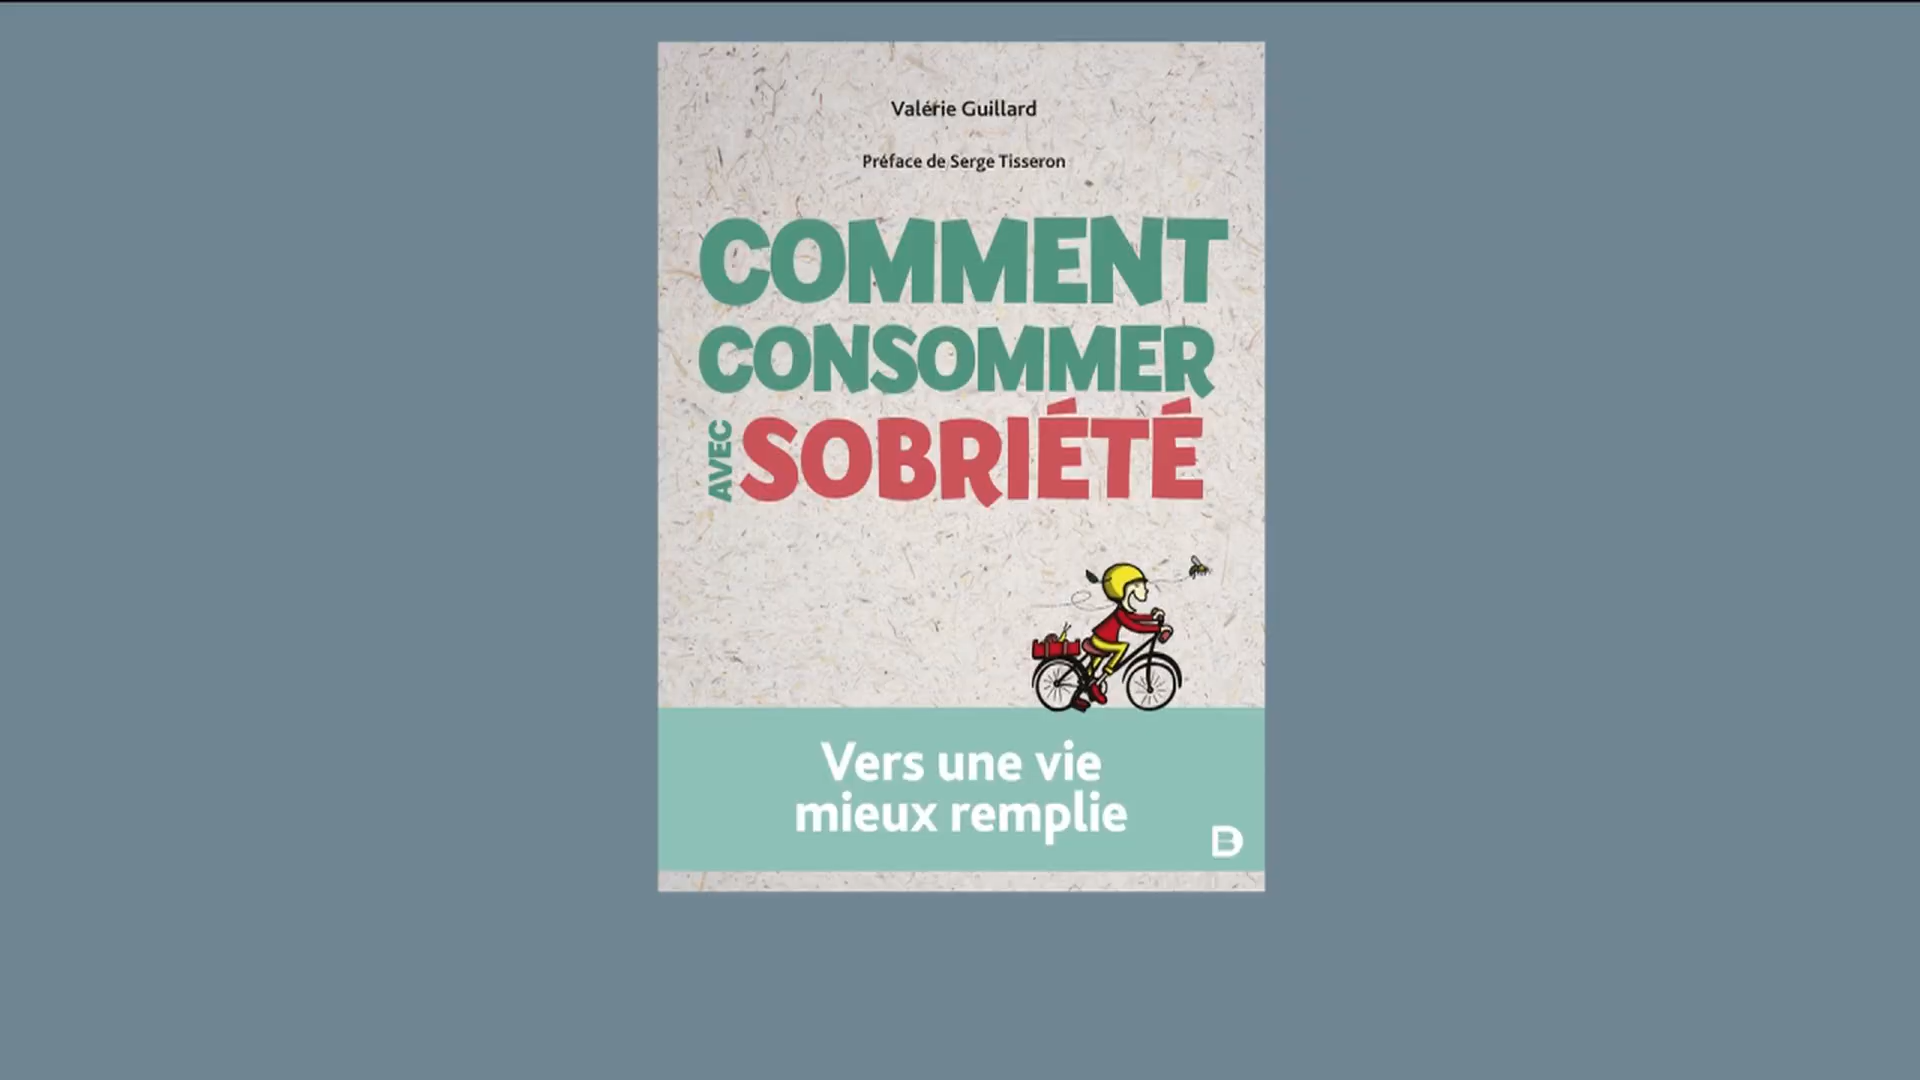 Valérie Guillard
Préface de Serge Tisseron
COMMENT
CONSOMMER
AVEC SOBRIÉTÉ
Vers une vie
mieux remplie